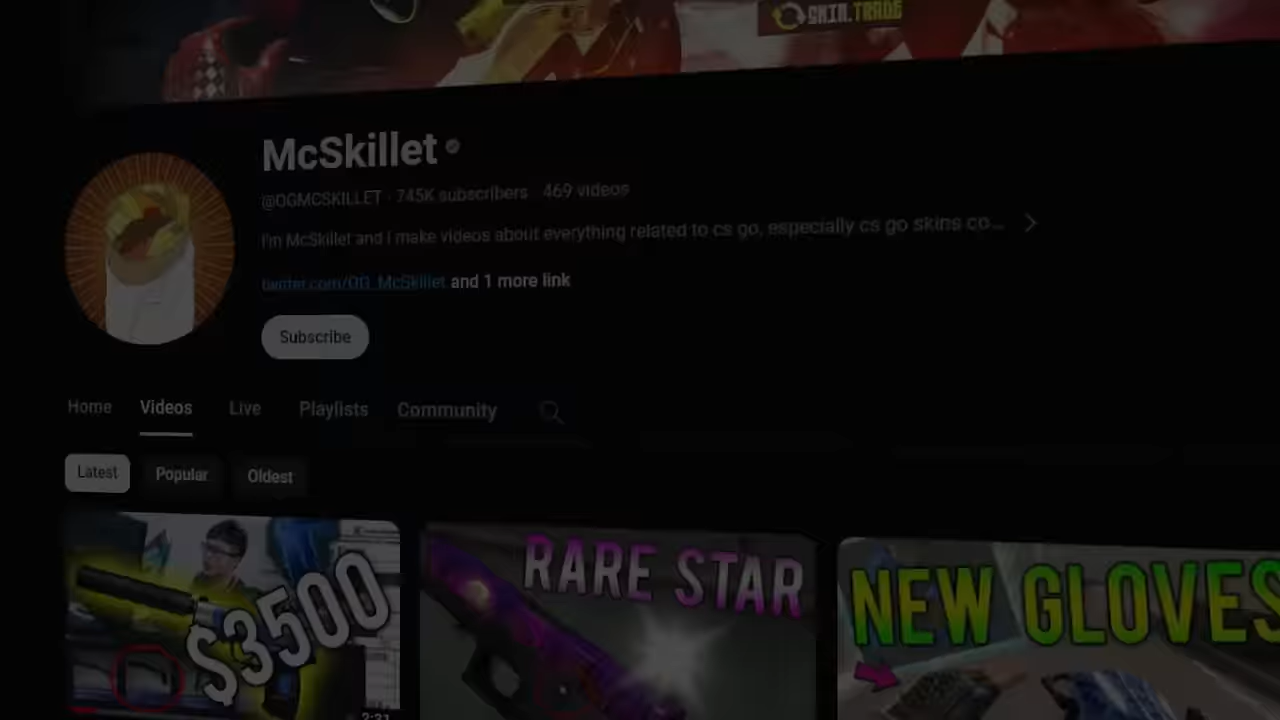 SKIN.TRADE
McSkillet
@OGMCSKILLET · 745K subscribers · 469 videos
I'm McSkillet and i make videos about everything related to cs go, especially cs go skins co...
twitter.com/OG_McSkillet and 1 more link
Subscribe
Home Videos Live Playlists Community
Latest Popular Oldest
$3500
RARE STAR
NEW GLOVES